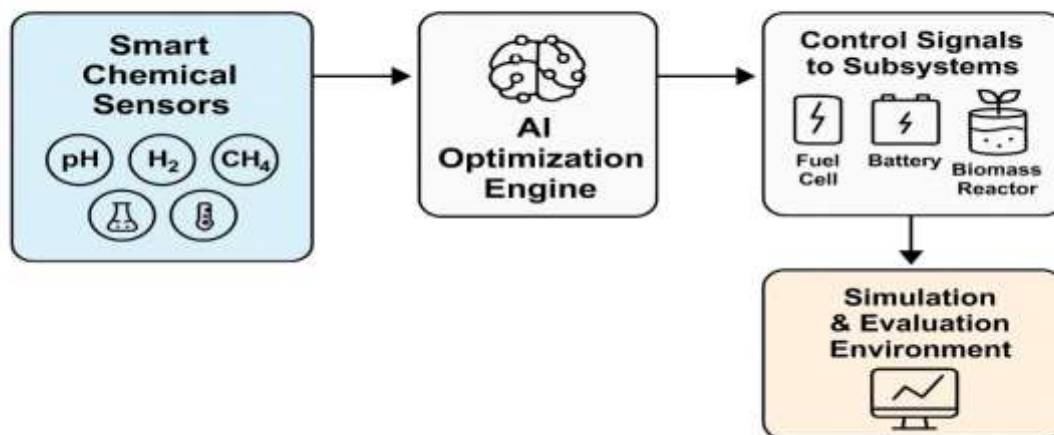 Smart
Chemical
Sensors
pH
H₂
CH₄
AI
Optimization
Engine
Control Signals
to Subsystems
Fuel
Cell
Battery
Biomass
Reactor
Simulation
& Evaluation
Environment